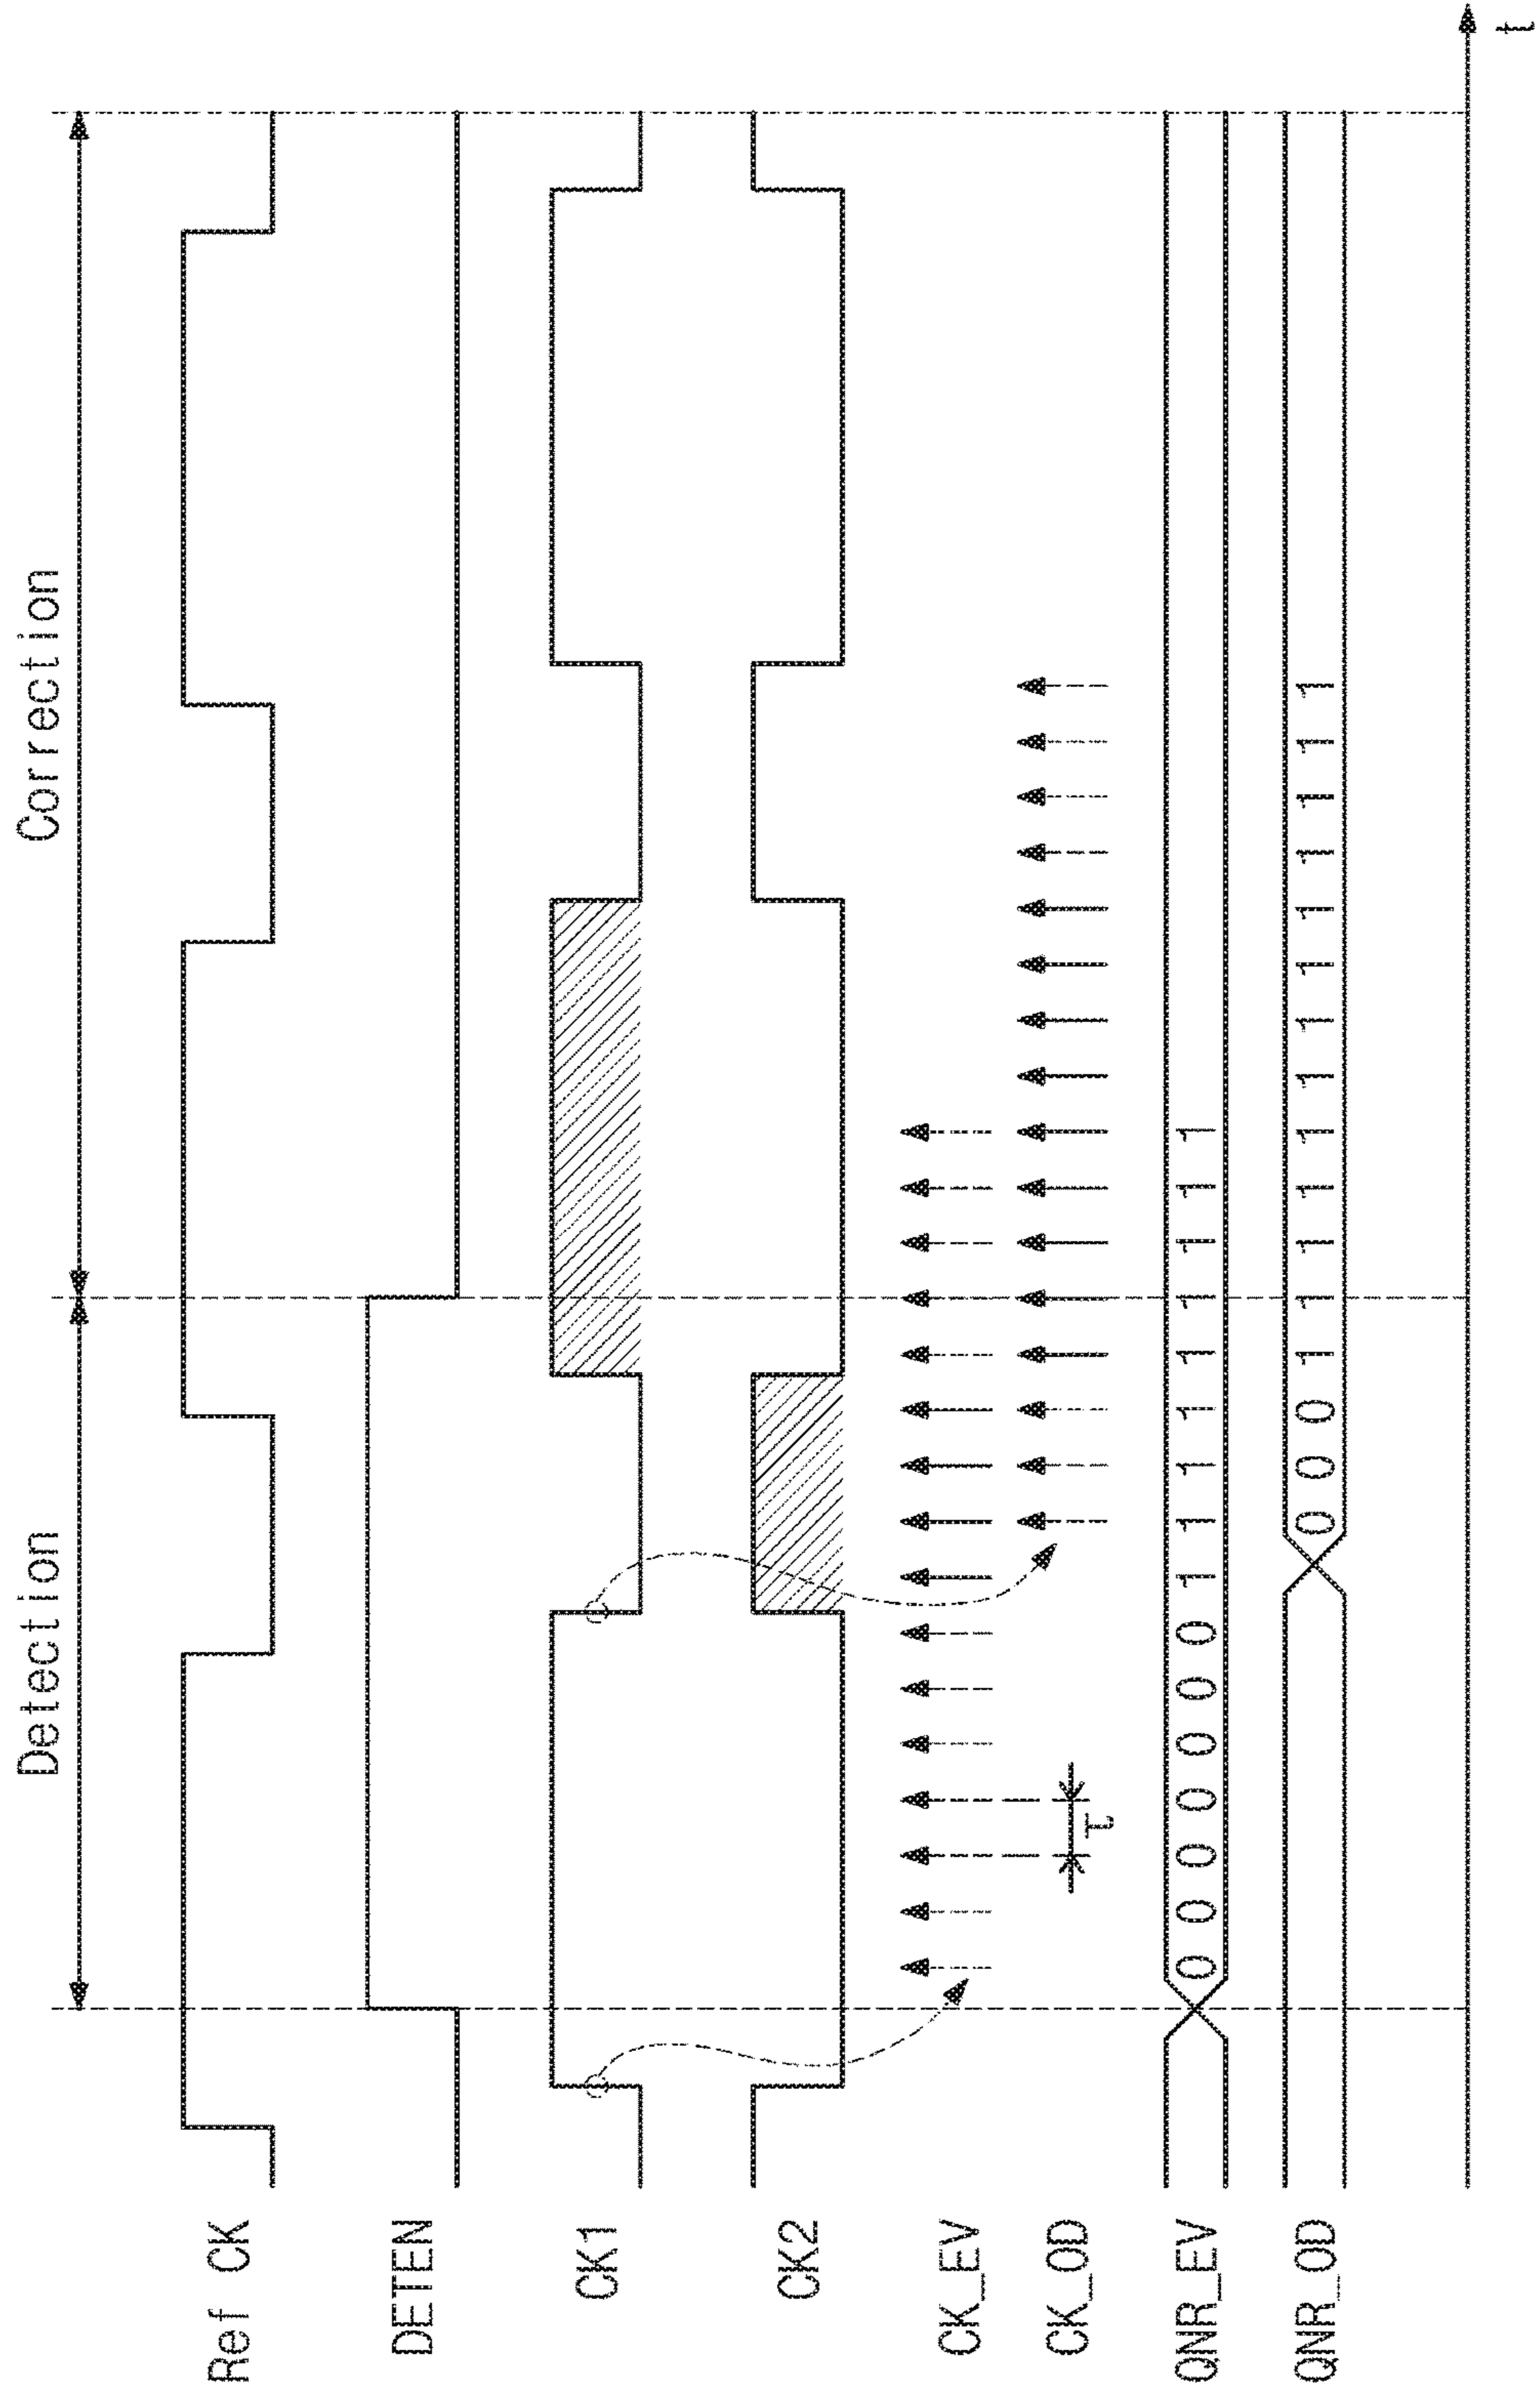 Detection Correction
Ref CK
DETEN
CK1
CK2
CK_EV
CK_OD
τ
QNR_EV 0 0 0 0 0 0 0 1 1 1 1 1 1 1 1 1
QNR_OD 0 0 0 1 1 1 1 1 1 1 1 1 1 1 1 1
t